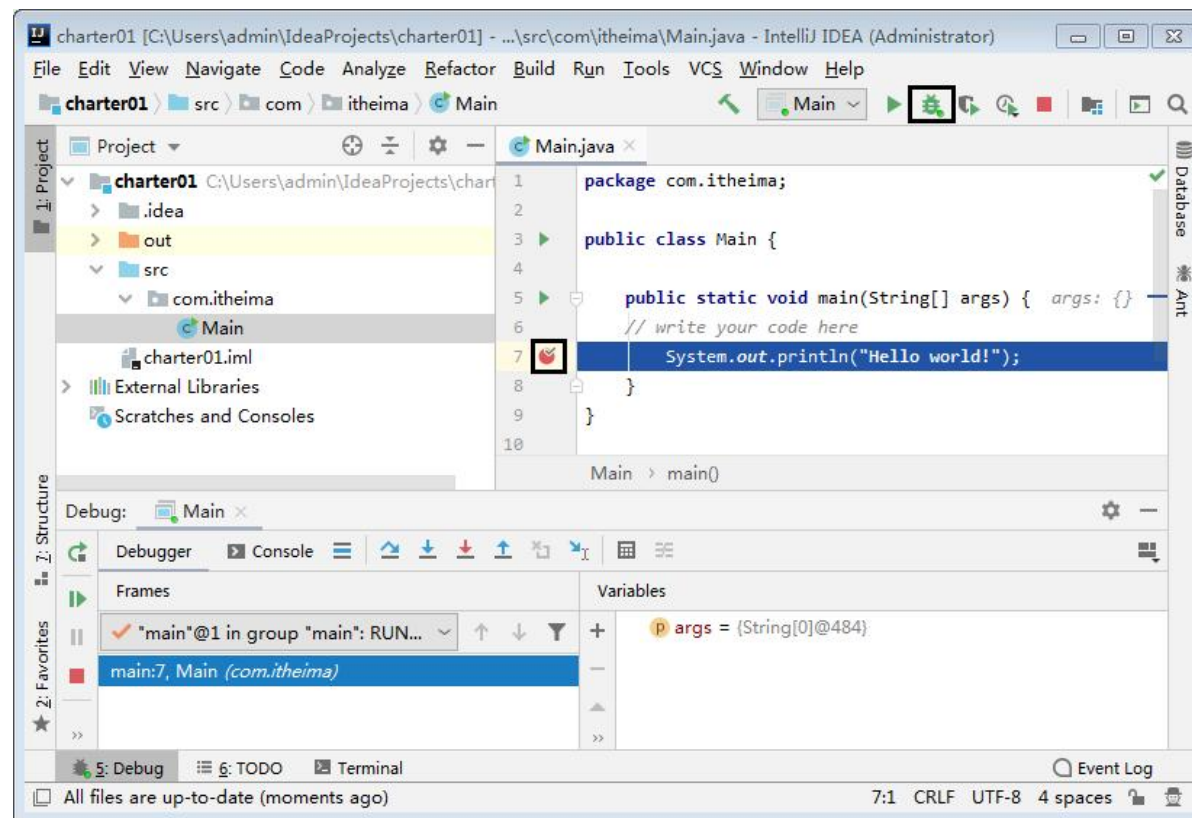 charter01 [C:\Users\admin\IdeaProjects\charter01] - ...\src\com\itheima\Main.java - IntelliJ IDEA (Administrator)
File Edit View Navigate Code Analyze Refactor Build Run Tools VCS Window Help
charter01 src com itheima Main
Main
1: Project
Project
Main.java
charter01 C:\Users\admin\IdeaProjects\chart
.idea
out
src
com.itheima
Main
charter01.iml
External Libraries
Scratches and Consoles
1 package com.itheima;
2
3 public class Main {
4
5 public static void main(String[] args) { args: {}
6 // write your code here
7 System.out.println("Hello world!");
8 }
9 }
10
Main > main()
Database
Ant
7: Structure
2: Favorites
Debug: Main
Debugger Console
Frames
Variables
"main"@1 in group "main": RUN...
main:7, Main (com.itheima)
args = {String[0]@484}
5: Debug 6: TODO Terminal Event Log
All files are up-to-date (moments ago) 7:1 CRLF UTF-8 4 spaces